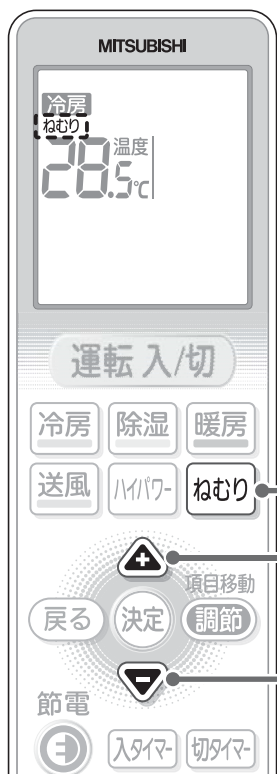 MITSUBISHI
冷房
ねむり
温度
28.5℃
運転 入/切
冷房 除湿 暖房
送風 ハイパワー ねむり
+
項目移動
戻る 決定 調節
-
節電
入タイマー 切タイマー